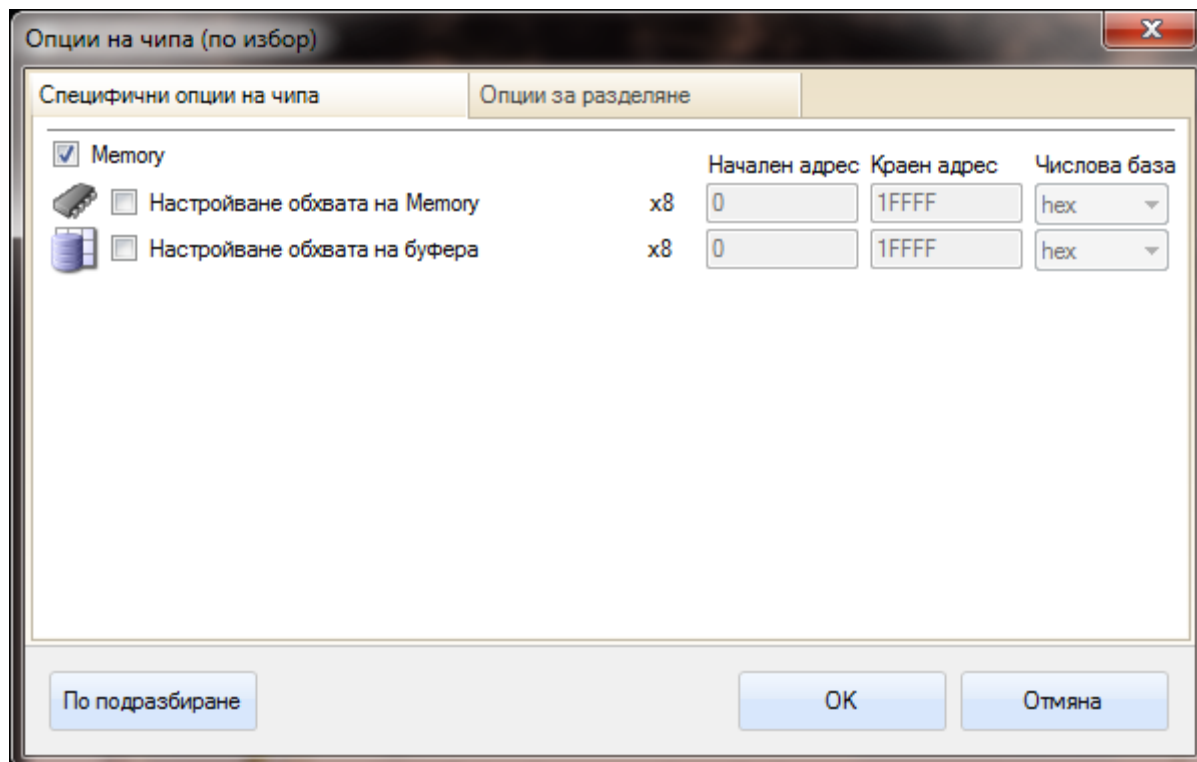 Опции на чипа (по избор)
Специфични опции на чипа Опции за разделяне
Memory
Начален адрес Краен адрес Числова база
Настройване обхвата на Memory x8 0 1FFFF hex
Настройване обхвата на буфера x8 0 1FFFF hex
По подразбиране OK Отмяна